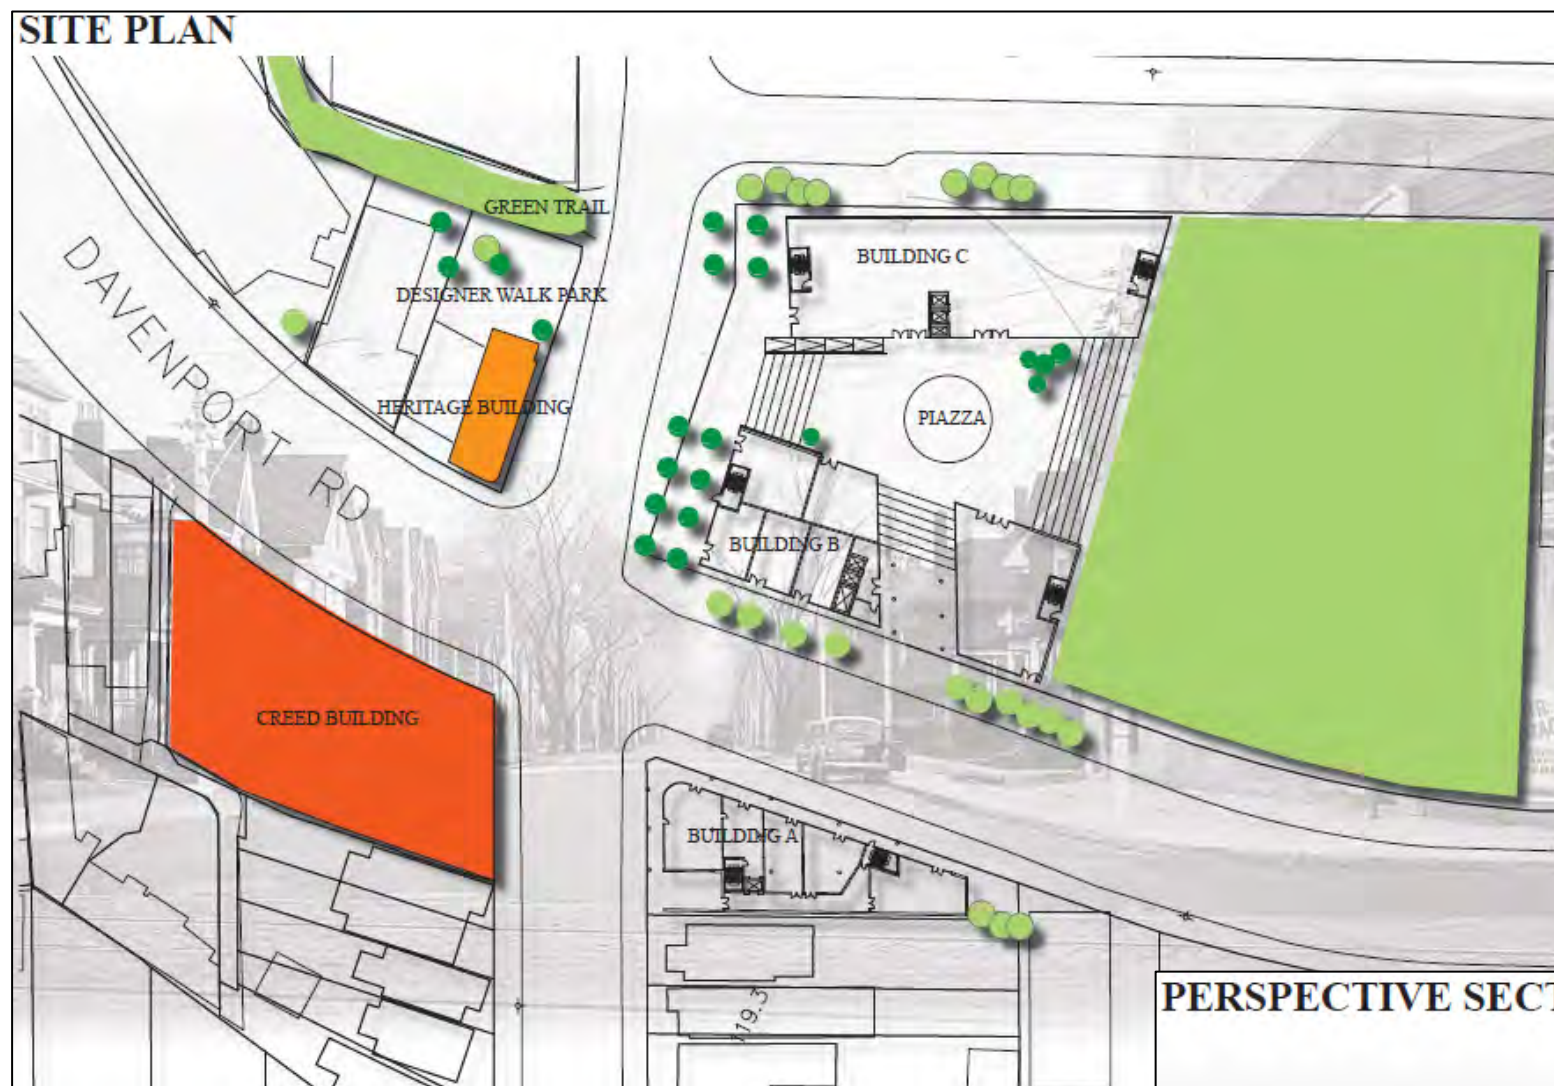 SITE PLAN
GREEN TRAIL
BUILDING C
DESIGNER WALK PARK
DAVENPORT RD
HERITAGE BUILDING
PIAZZA
BUILDING B
CREED BUILDING
BUILDING A
PERSPECTIVE SECT
119.3